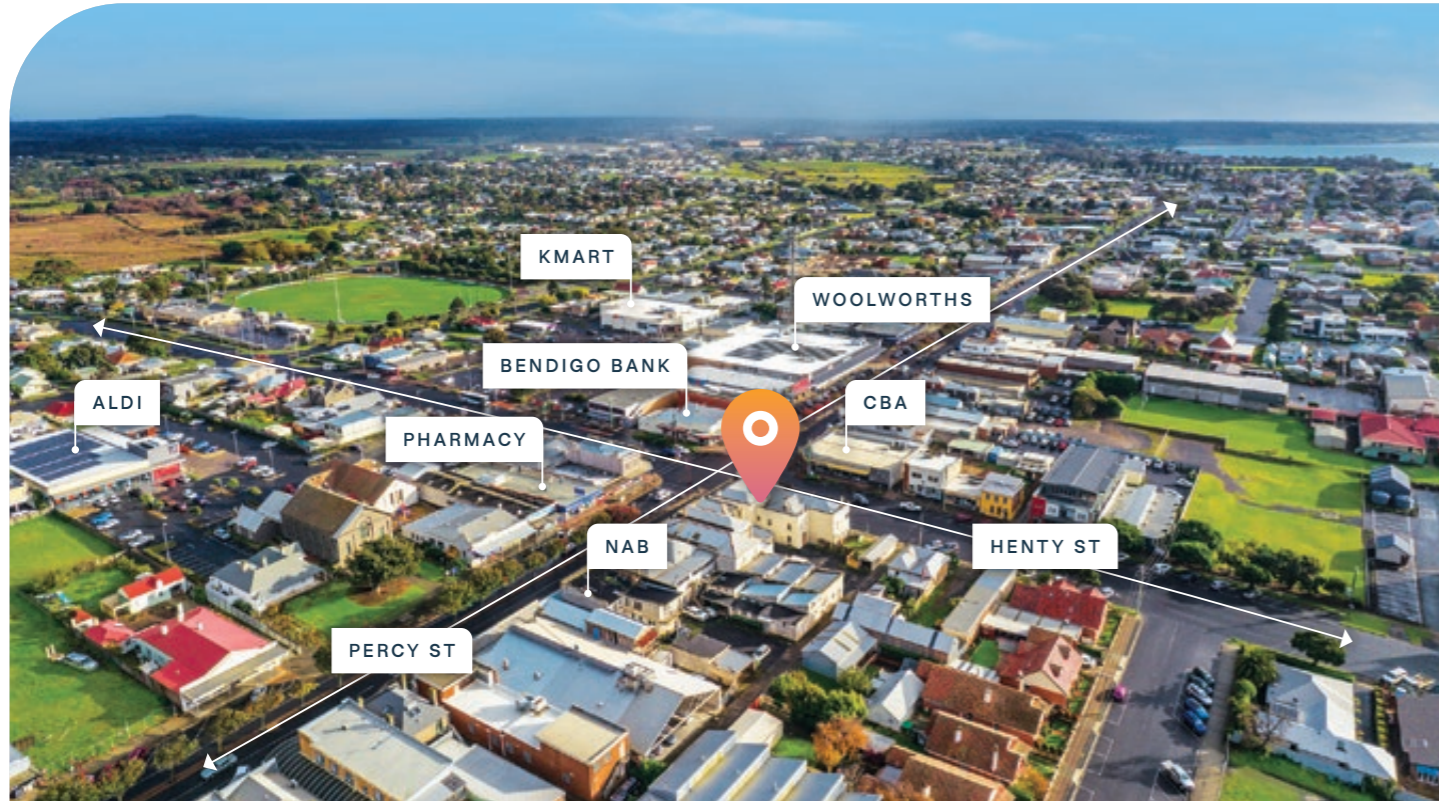 KMART
WOOLWORTHS
BENDIGO BANK
ALDI
CBA
PHARMACY
NAB
HENTY ST
PERCY ST